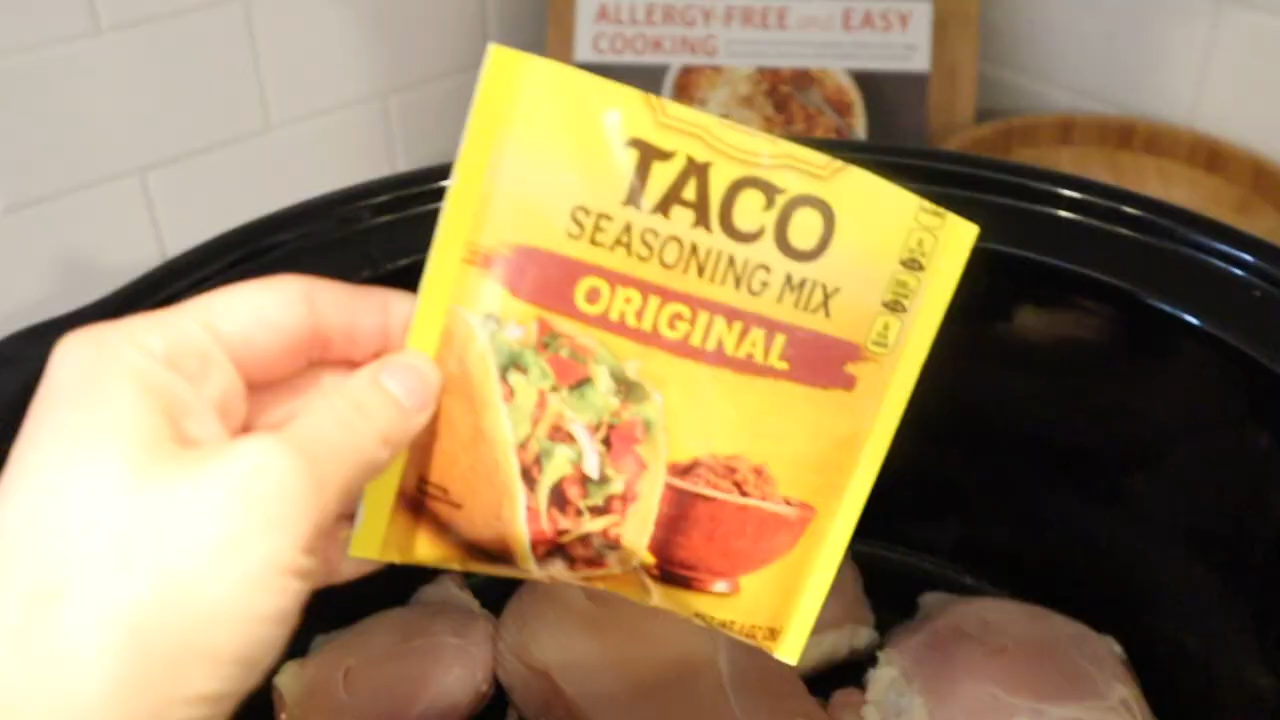 ALLERGY-FREE and EASY
COOKING
TACO
SEASONING MIX
ORIGINAL